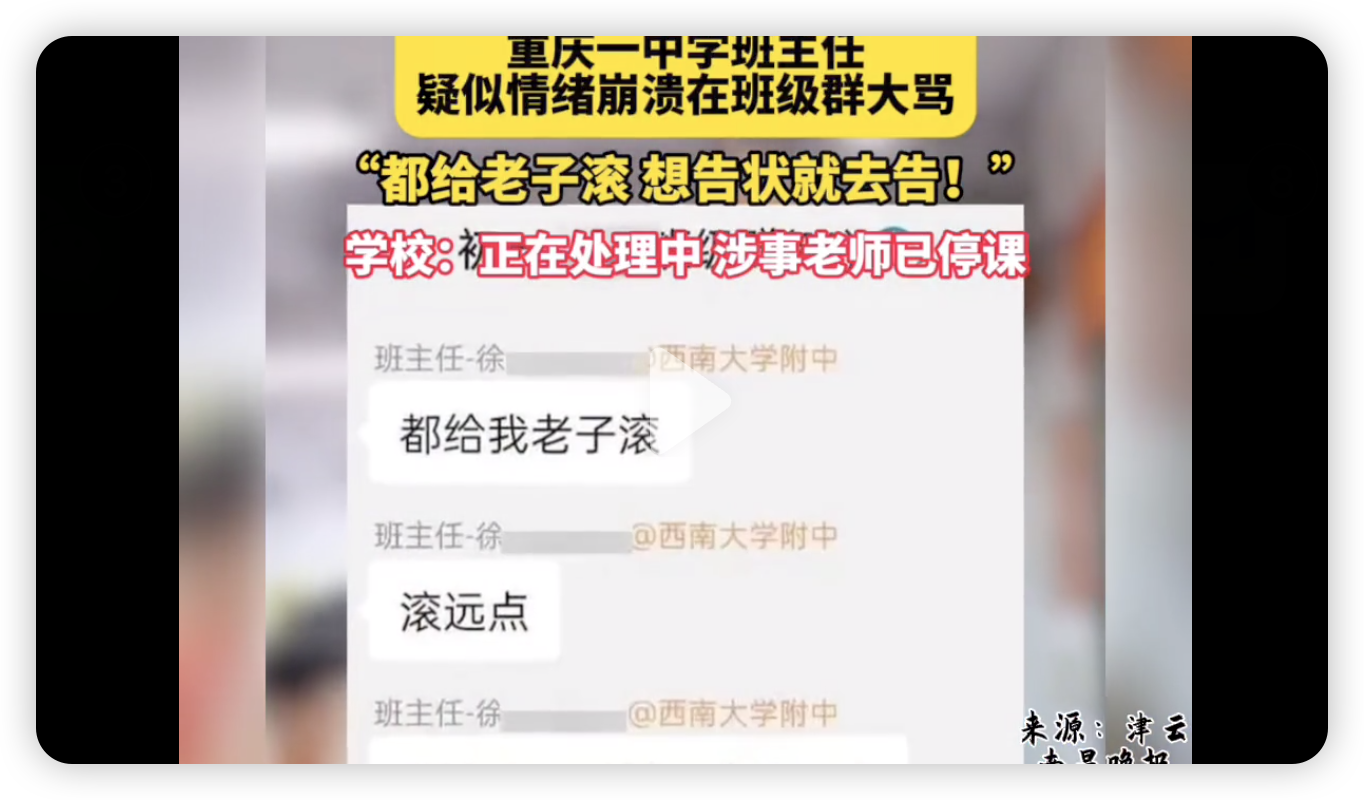 重庆一中学班主任
疑似情绪崩溃在班级群大骂
“都给老子滚 想告状就去告！”
学校：正在处理中 涉事老师已停课
班主任-徐 @西南大学附中
都给我老子滚
班主任-徐 @西南大学附中
滚远点
班主任-徐 @西南大学附中
来源：津云
南昌晚报